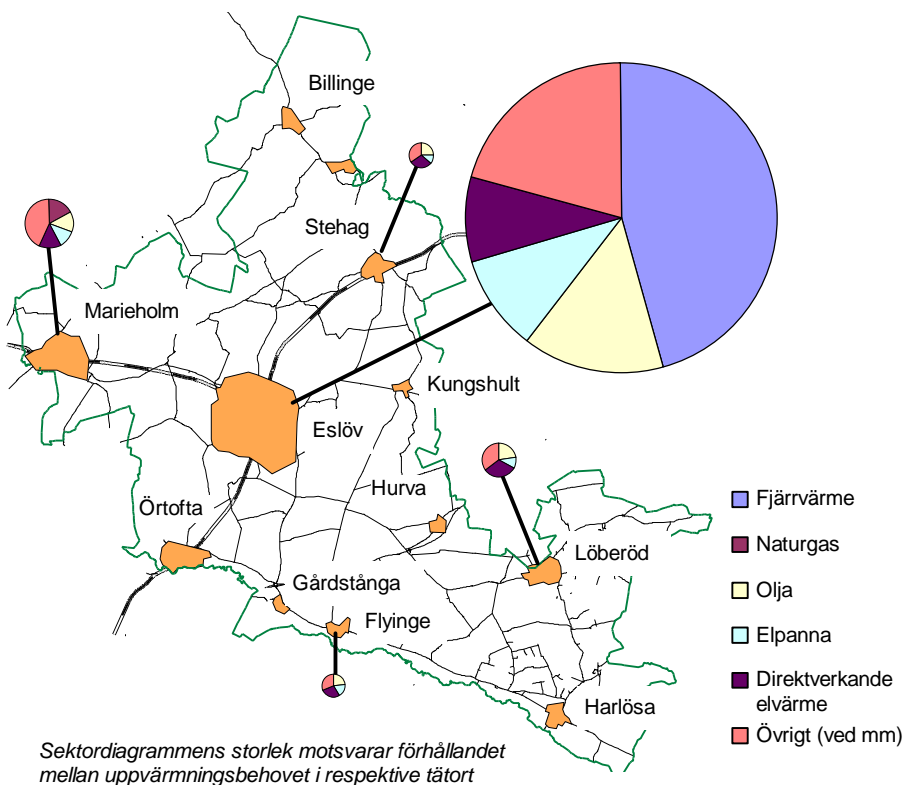 Billinge
Stehag
Marieholm
Kungshult
Eslöv
Hurva
Örtofta
Löberöd
Gårdstånga
Flyinge
Harlösa
Fjärrvärme
Naturgas
Olja
Elpanna
Direktverkande
elvärme
Övrigt (ved mm)
Sektordiagrammens storlek motsvarar förhållandet
mellan uppvärmningsbehovet i respektive tätort